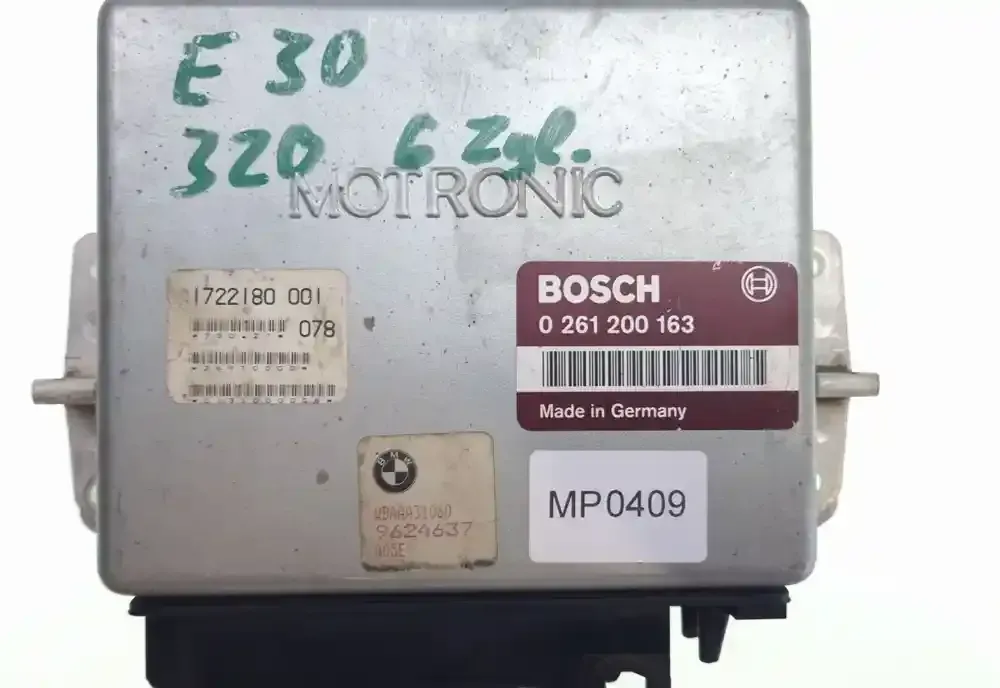 E 30
320 6 Zyl.
MOTRONIC
1722180 001
078
BOSCH
0 261 200 163
Made in Germany
BMW
WBAAA31060
9624637
MP0409